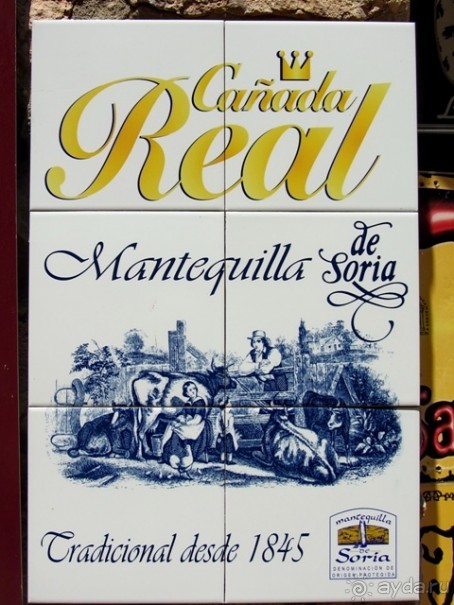 Cañada
Real
Mantequilla de Soria
Tradicional desde 1845
mantequilla
DE
Soria
DENOMINACIÓN DE
ORIGEN PROTEGIDA
ayda.ru